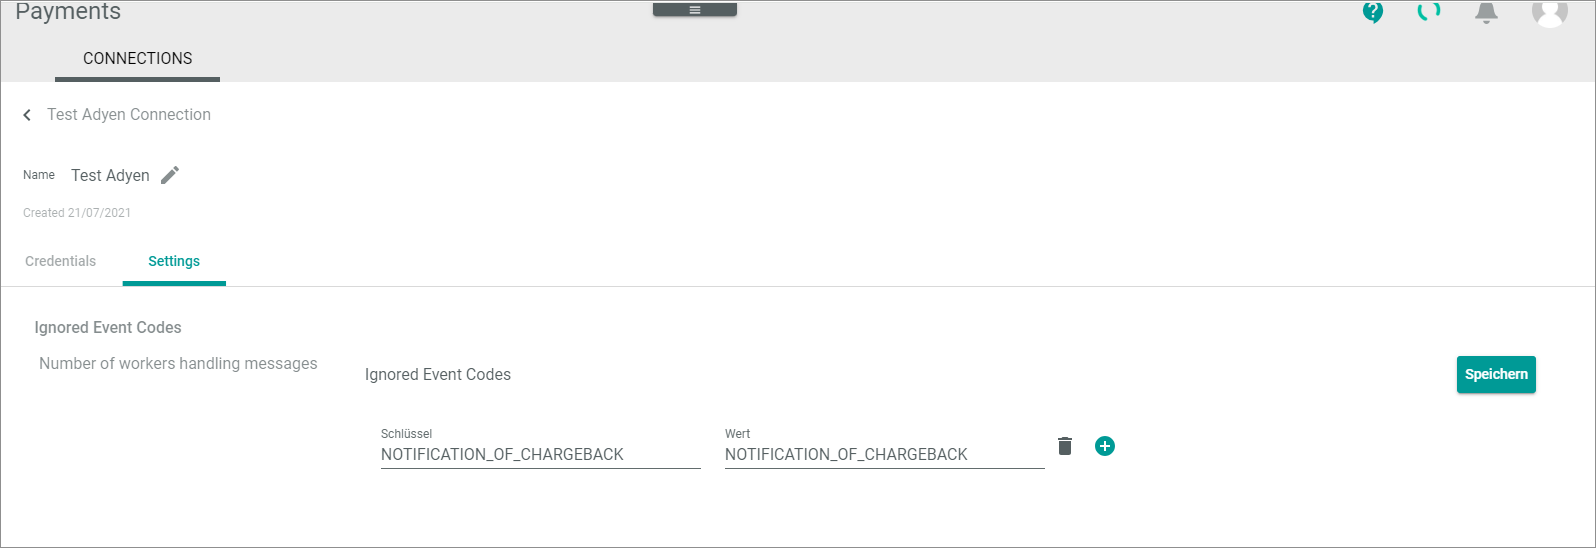 Payments
CONNECTIONS
Test Adyen Connection
Name Test Adyen
Created 21/07/2021
Credentials Settings
Ignored Event Codes
Number of workers handling messages
Ignored Event Codes
Speichern
Schlüssel Wert
NOTIFICATION_OF_CHARGEBACK NOTIFICATION_OF_CHARGEBACK